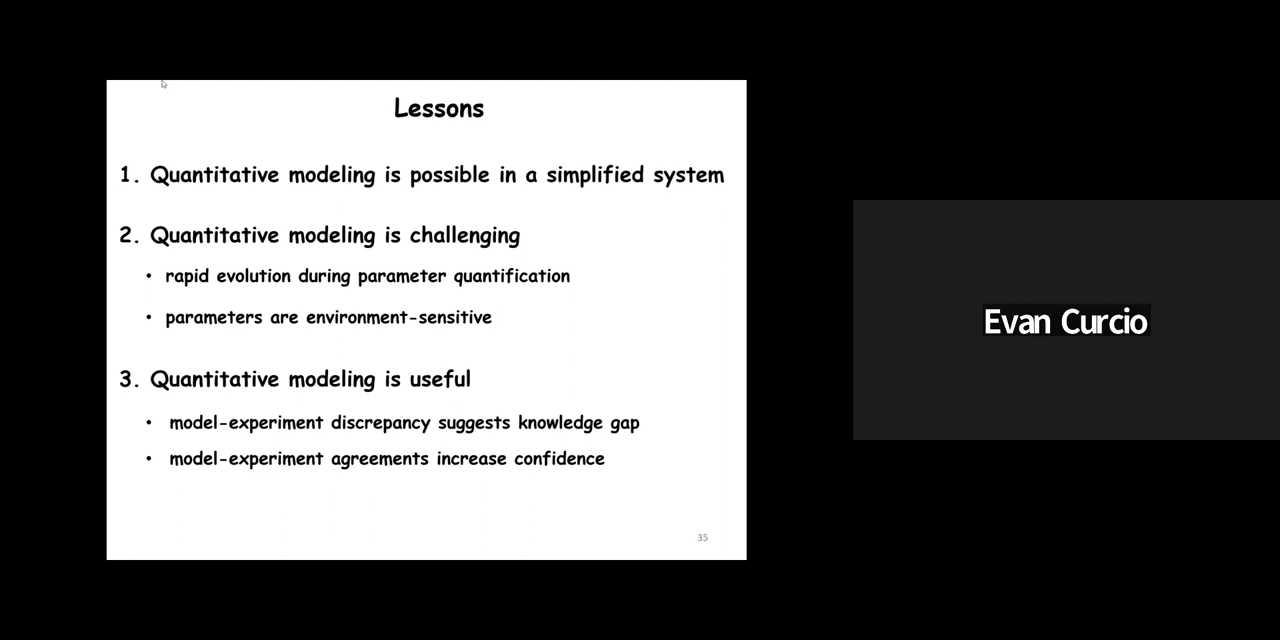 Lessons
1. Quantitative modeling is possible in a simplified system
2. Quantitative modeling is challenging
• rapid evolution during parameter quantification
• parameters are environment-sensitive
3. Quantitative modeling is useful
• model-experiment discrepancy suggests knowledge gap
• model-experiment agreements increase confidence
35
Evan Curcio